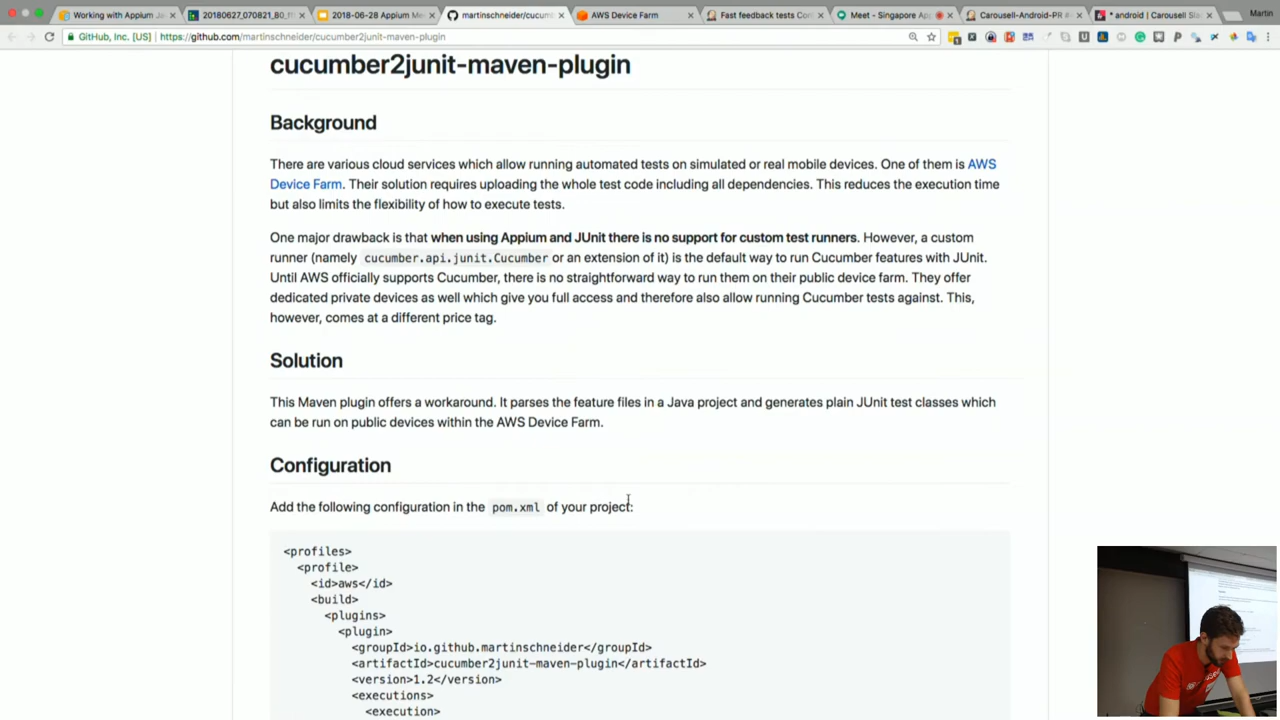 Working with Appium Ja
20180627_070821_80_f
2018-06-28 Appium Me
martinschneider/cucum
AWS Device Farm
Fast feedback tests Con
Meet - Singapore App
Carousell-Android-PR #
* android | Carousell Sla
Martin
GitHub, Inc. [US] | https://github.com/martinschneider/cucumber2junit-maven-plugin
cucumber2junit-maven-plugin
Background
There are various cloud services which allow running automated tests on simulated or real mobile devices. One of them is AWS
Device Farm. Their solution requires uploading the whole test code including all dependencies. This reduces the execution time
but also limits the flexibility of how to execute tests.
One major drawback is that when using Appium and JUnit there is no support for custom test runners. However, a custom
runner (namely cucumber.api.junit.Cucumber or an extension of it) is the default way to run Cucumber features with JUnit.
Until AWS officially supports Cucumber, there is no straightforward way to run them on their public device farm. They offer
dedicated private devices as well which give you full access and therefore also allow running Cucumber tests against. This,
however, comes at a different price tag.
Solution
This Maven plugin offers a workaround. It parses the feature files in a Java project and generates plain JUnit test classes which
can be run on public devices within the AWS Device Farm.
Configuration
Add the following configuration in the pom.xml of your project:
<profiles>
<profile>
<id>aws</id>
<build>
<plugins>
<plugin>
<groupId>io.github.martinschneider</groupId>
<artifactId>cucumber2junit-maven-plugin</artifactId>
<version>1.2</version>
<executions>
<execution>